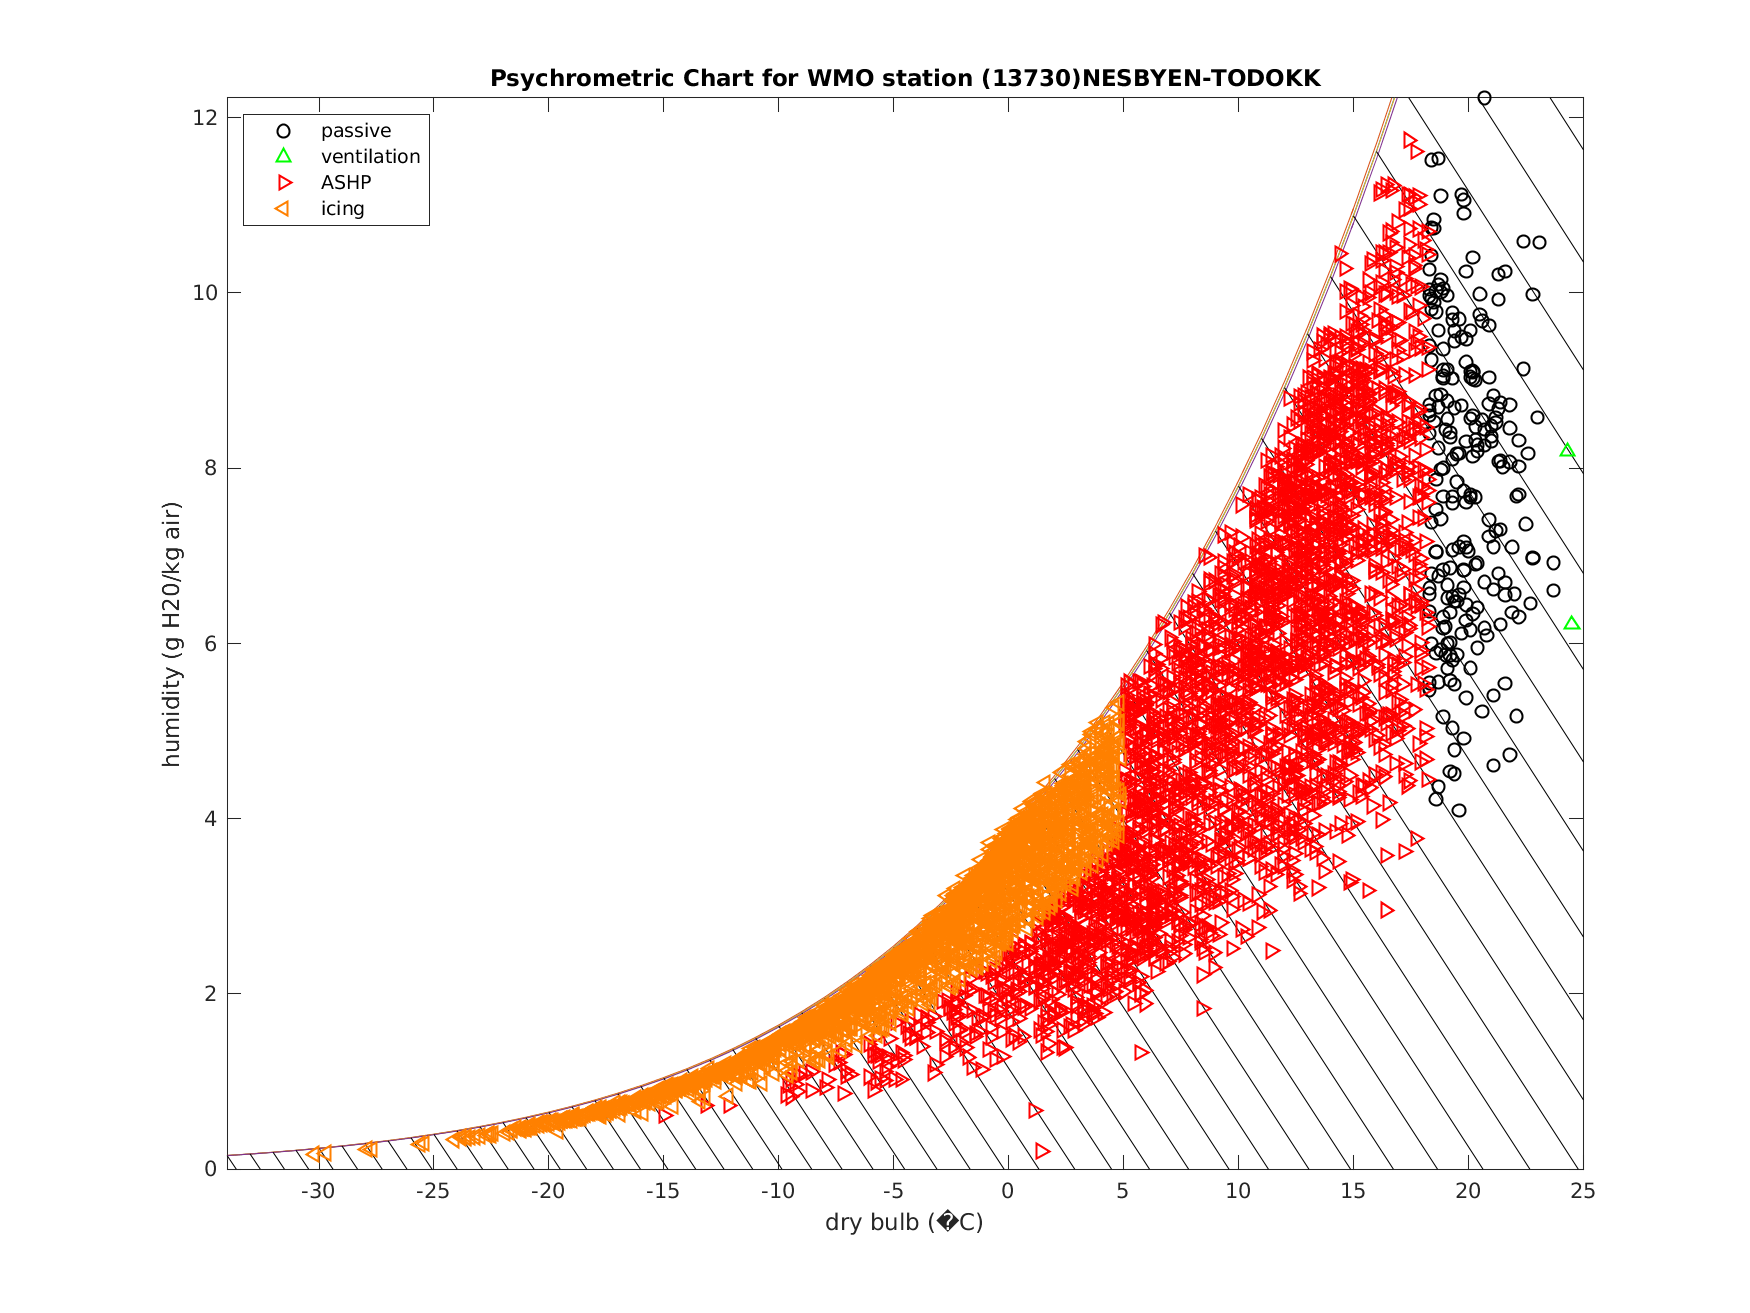 Psychrometric Chart for WMO station (13730)NESBYEN-TODOKK
passive
ventilation
ASHP
icing
12
10
8
6
4
2
0
humidity (g H20/kg air)
-30 -25 -20 -15 -10 -5 0 5 10 15 20 25
dry bulb (�C)